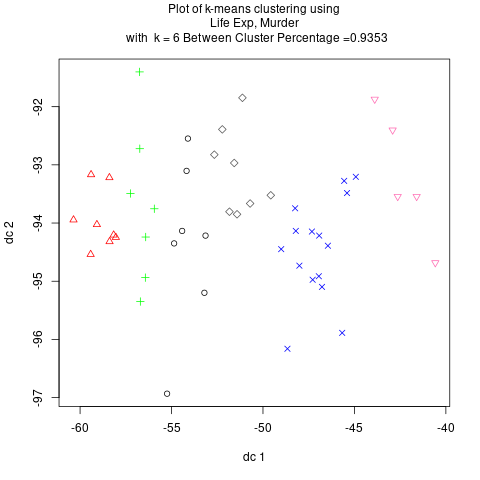 Plot of k-means clustering using
Life Exp, Murder
with  k = 6 Between Cluster Percentage =0.9353
-92
-93
-94
-95
-96
-97
dc 2
-60
-55
-50
-45
-40
dc 1